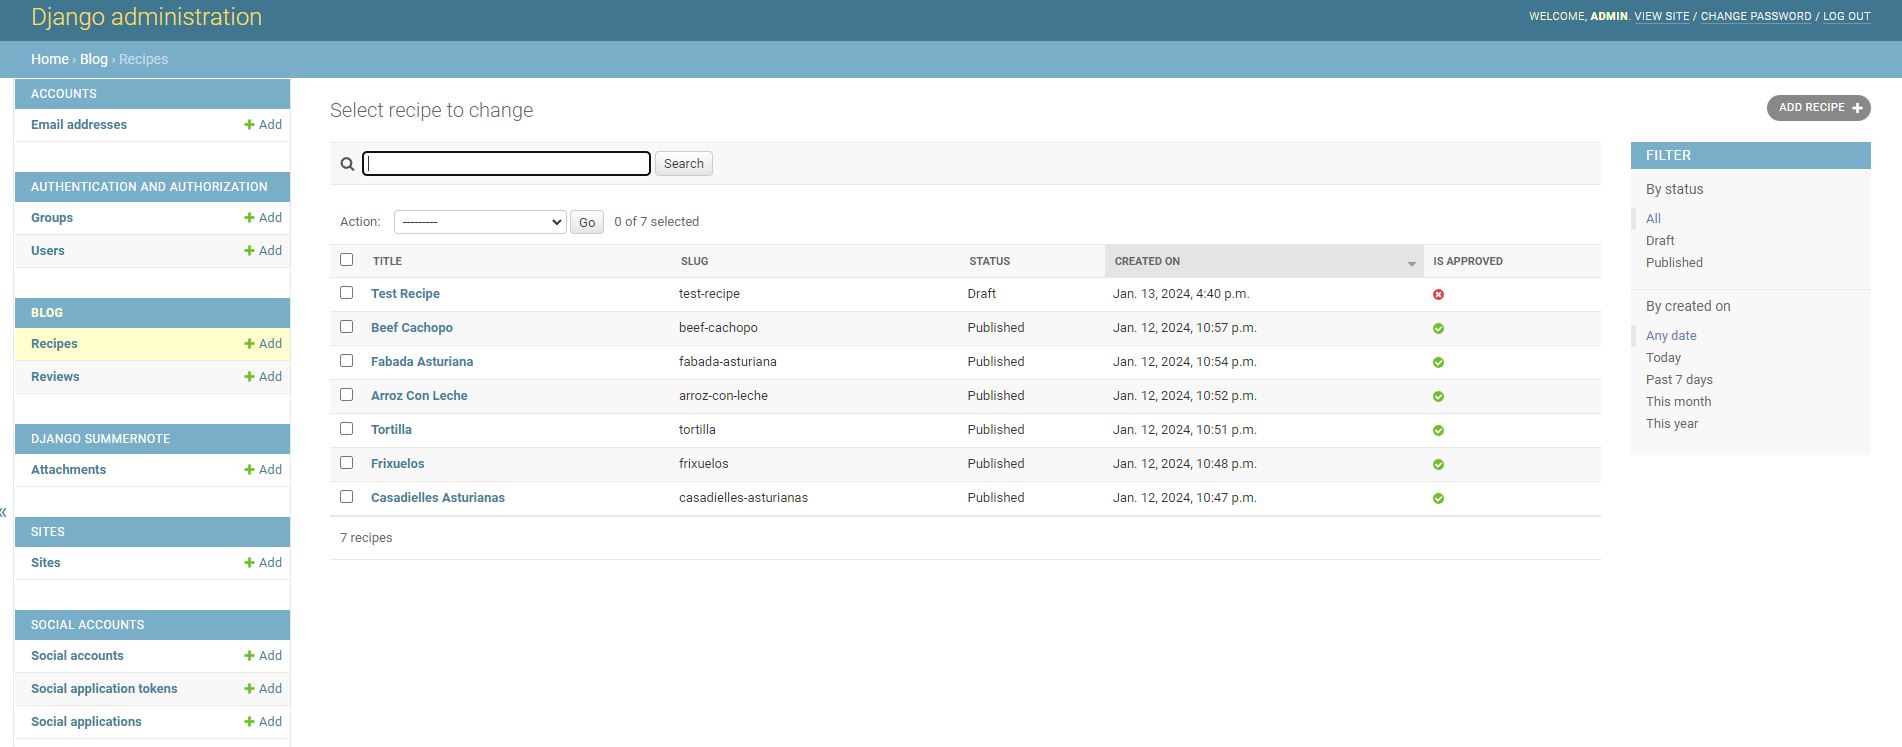 Django administration
WELCOME, ADMIN. VIEW SITE / CHANGE PASSWORD / LOG OUT
Home › Blog › Recipes
ACCOUNTS
Email addresses + Add
AUTHENTICATION AND AUTHORIZATION
Groups + Add
Users + Add
BLOG
Recipes + Add
Reviews + Add
DJANGO SUMMERNOTE
Attachments + Add
SITES
Sites + Add
SOCIAL ACCOUNTS
Social accounts + Add
Social application tokens + Add
Social applications + Add
«
Select recipe to change
ADD RECIPE +
Search
Action: --------- Go 0 of 7 selected
TITLE SLUG STATUS CREATED ON IS APPROVED
Test Recipe test-recipe Draft Jan. 13, 2024, 4:40 p.m.
Beef Cachopo beef-cachopo Published Jan. 12, 2024, 10:57 p.m.
Fabada Asturiana fabada-asturiana Published Jan. 12, 2024, 10:54 p.m.
Arroz Con Leche arroz-con-leche Published Jan. 12, 2024, 10:52 p.m.
Tortilla tortilla Published Jan. 12, 2024, 10:51 p.m.
Frixuelos frixuelos Published Jan. 12, 2024, 10:48 p.m.
Casadielles Asturianas casadielles-asturianas Published Jan. 12, 2024, 10:47 p.m.
7 recipes
FILTER
By status
All
Draft
Published
By created on
Any date
Today
Past 7 days
This month
This year